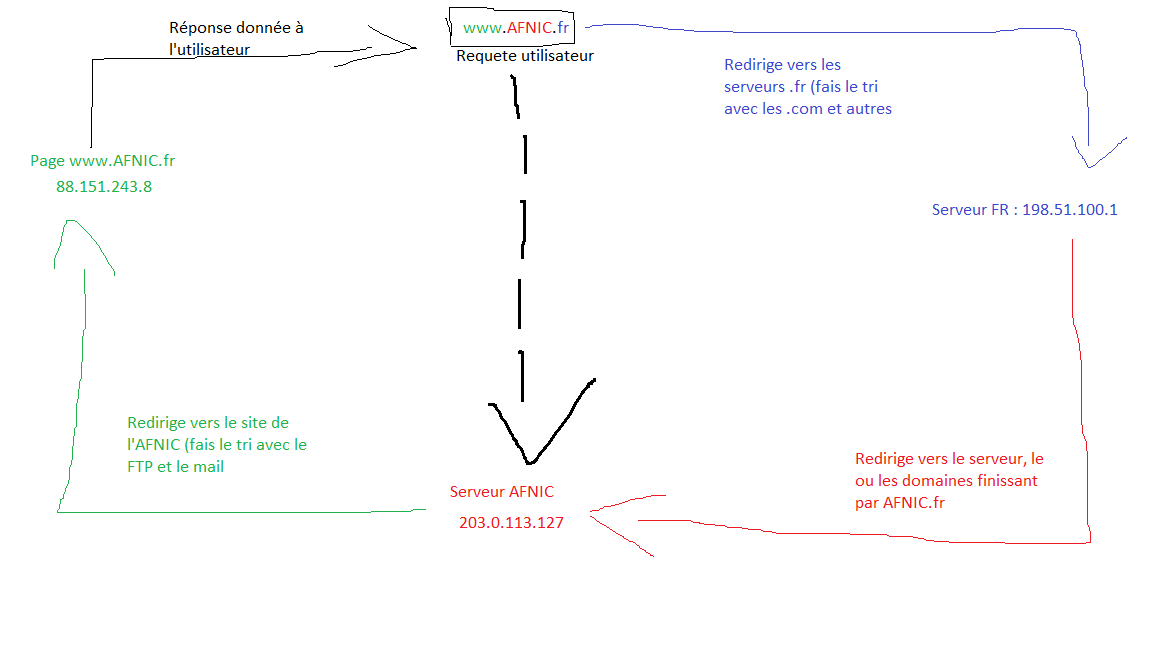 Réponse donnée à
l'utilisateur
www.AFNIC.fr
Requete utilisateur
Redirige vers les
serveurs .fr (fais le tri
avec les .com et autres
Page www.AFNIC.fr
88.151.243.8
Serveur FR : 198.51.100.1
Redirige vers le site de
l'AFNIC (fais le tri avec le
FTP et le mail
Serveur AFNIC
203.0.113.127
Redirige vers le serveur, le
ou les domaines finissant
par AFNIC.fr